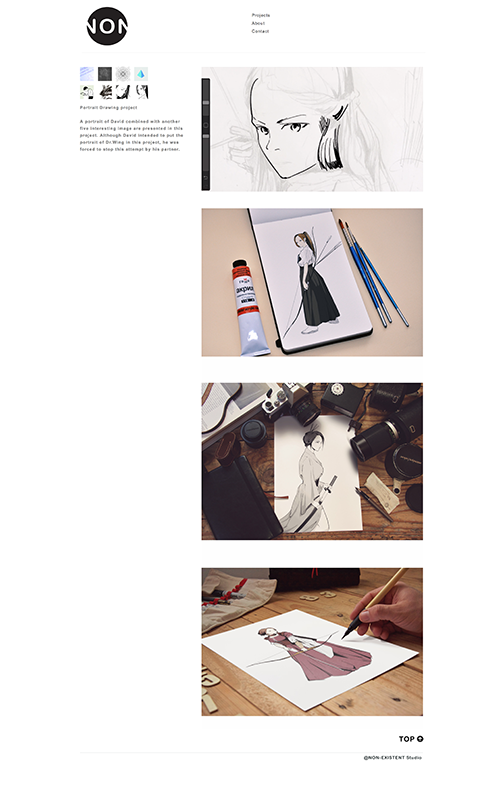 NON
Projects
About
Contact
Portrait Drawing project
A portrait of David combined with another
five interesting image are presented in this
project. Although David intended to put the
portrait of Dr.Wing in this project, he was
forced to stop this attempt by his partner.
акрил
TOP
@NON-EXISTENT Studio